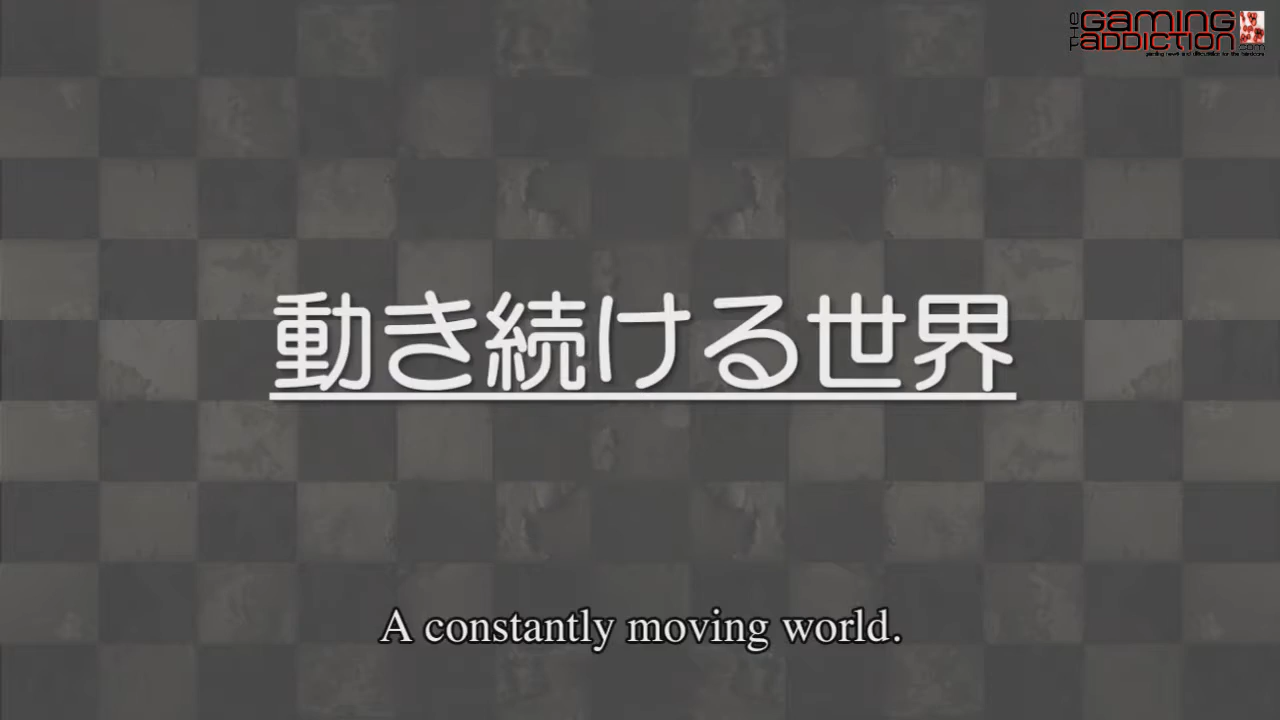 THE GAMING
ADDICTION.com
動き続ける世界
A constantly moving world.